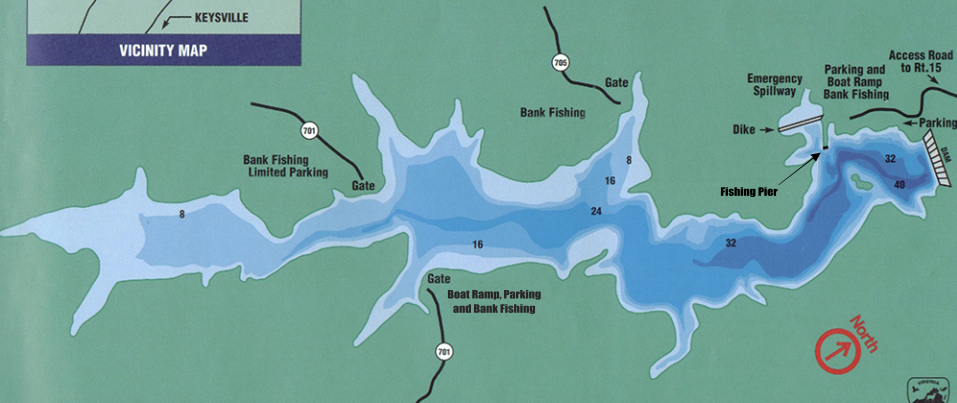 KEYSVILLE
VICINITY MAP
705
Gate
Bank Fishing
701
Bank Fishing
Limited Parking
Gate
Emergency
Spillway
Dike
Parking and
Boat Ramp
Bank Fishing
Access Road
to Rt.15
Parking
DAM
Fishing Pier
8
8
16
24
16
32
32
40
Gate
Boat Ramp, Parking
and Bank Fishing
701
North
VIRGINIA